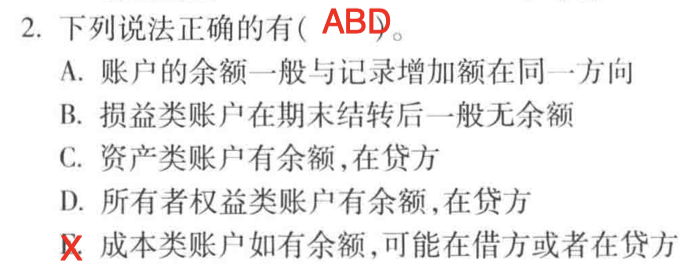 2. 下列说法正确的有( ABD )。
A. 账户的余额一般与记录增加额在同一方向
B. 损益类账户在期末结转后一般无余额
C. 资产类账户有余额,在贷方
D. 所有者权益类账户有余额,在贷方
E. 成本类账户如有余额,可能在借方或者在贷方